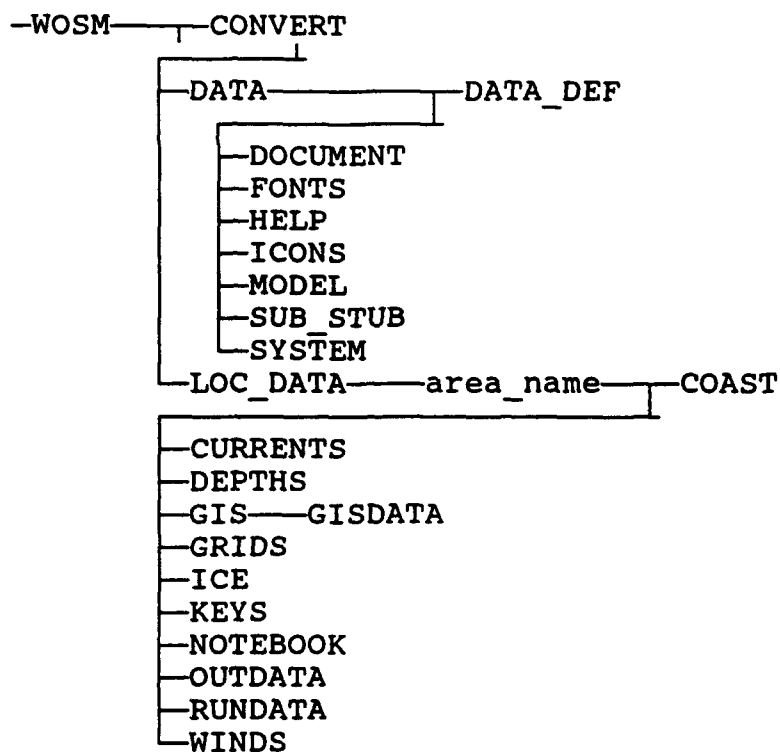 WOSM CONVERT
DATA DATA_DEF
DOCUMENT
FONTS
HELP
ICONS
MODEL
SUB_STUB
SYSTEM
LOC_DATA area_name COAST
CURRENTS
DEPTHS
GIS GISDATA
GRIDS
ICE
KEYS
NOTEBOOK
OUTDATA
RUNDATA
WINDS